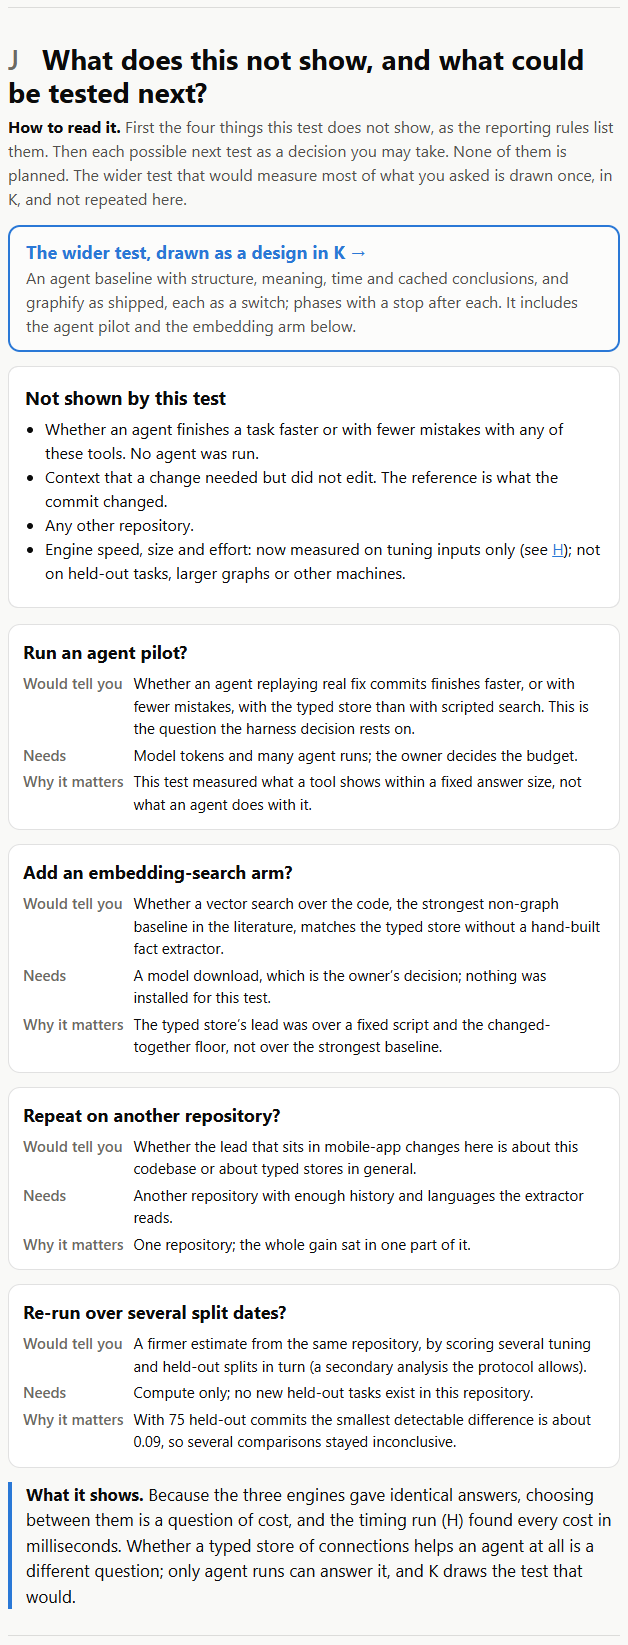 J What does this not show, and what could
be tested next?
How to read it. First the four things this test does not show, as the reporting rules list
them. Then each possible next test as a decision you may take. None of them is
planned. The wider test that would measure most of what you asked is drawn once, in
K, and not repeated here.
The wider test, drawn as a design in K →
An agent baseline with structure, meaning, time and cached conclusions, and
graphify as shipped, each as a switch; phases with a stop after each. It includes
the agent pilot and the embedding arm below.
Not shown by this test
• Whether an agent finishes a task faster or with fewer mistakes with any of
these tools. No agent was run.
• Context that a change needed but did not edit. The reference is what the
commit changed.
• Any other repository.
• Engine speed, size and effort: now measured on tuning inputs only (see H); not
on held-out tasks, larger graphs or other machines.
Run an agent pilot?
Would tell you Whether an agent replaying real fix commits finishes faster, or with
fewer mistakes, with the typed store than with scripted search. This is
the question the harness decision rests on.
Needs Model tokens and many agent runs; the owner decides the budget.
Why it matters This test measured what a tool shows within a fixed answer size, not
what an agent does with it.
Add an embedding-search arm?
Would tell you Whether a vector search over the code, the strongest non-graph
baseline in the literature, matches the typed store without a hand-built
fact extractor.
Needs A model download, which is the owner's decision; nothing was
installed for this test.
Why it matters The typed store's lead was over a fixed script and the changed-
together floor, not over the strongest baseline.
Repeat on another repository?
Would tell you Whether the lead that sits in mobile-app changes here is about this
codebase or about typed stores in general.
Needs Another repository with enough history and languages the extractor
reads.
Why it matters One repository; the whole gain sat in one part of it.
Re-run over several split dates?
Would tell you A firmer estimate from the same repository, by scoring several tuning
and held-out splits in turn (a secondary analysis the protocol allows).
Needs Compute only; no new held-out tasks exist in this repository.
Why it matters With 75 held-out commits the smallest detectable difference is about
0.09, so several comparisons stayed inconclusive.
What it shows. Because the three engines gave identical answers, choosing
between them is a question of cost, and the timing run (H) found every cost in
milliseconds. Whether a typed store of connections helps an agent at all is a
different question; only agent runs can answer it, and K draws the test that
would.